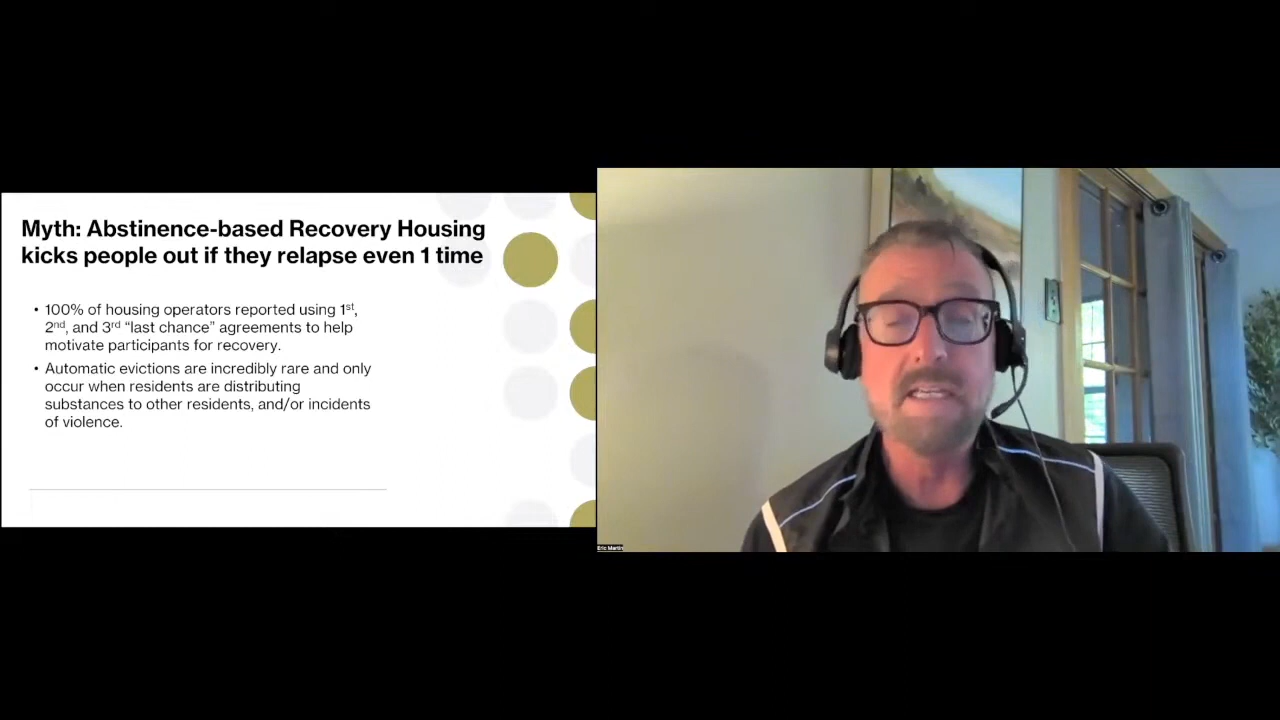 Myth: Abstinence-based Recovery Housing
kicks people out if they relapse even 1 time
• 100% of housing operators reported using 1st,
2nd, and 3rd “last chance” agreements to help
motivate participants for recovery.
• Automatic evictions are incredibly rare and only
occur when residents are distributing
substances to other residents, and/or incidents
of violence.
Eric Martin